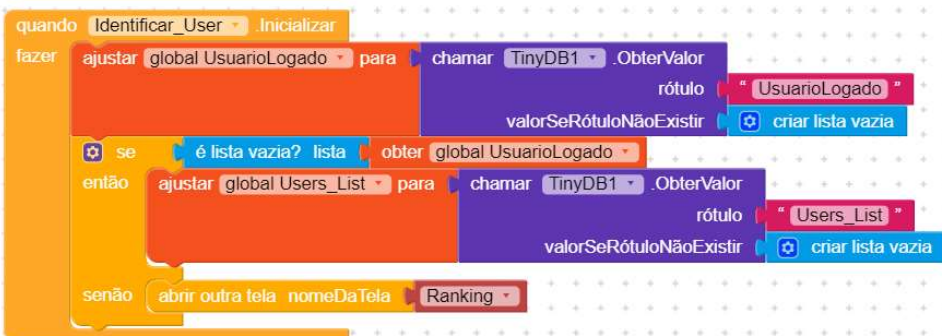 quando Identificar_User .Inicializar
fazer ajustar global UsuarioLogado para chamar TinyDB1 .ObterValor
rótulo " UsuarioLogado "
valorSeRótuloNãoExistir criar lista vazia
se é lista vazia? lista obter global UsuarioLogado
então ajustar global Users_List para chamar TinyDB1 .ObterValor
rótulo " Users_List "
valorSeRótuloNãoExistir criar lista vazia
senão abrir outra tela nomeDaTela Ranking